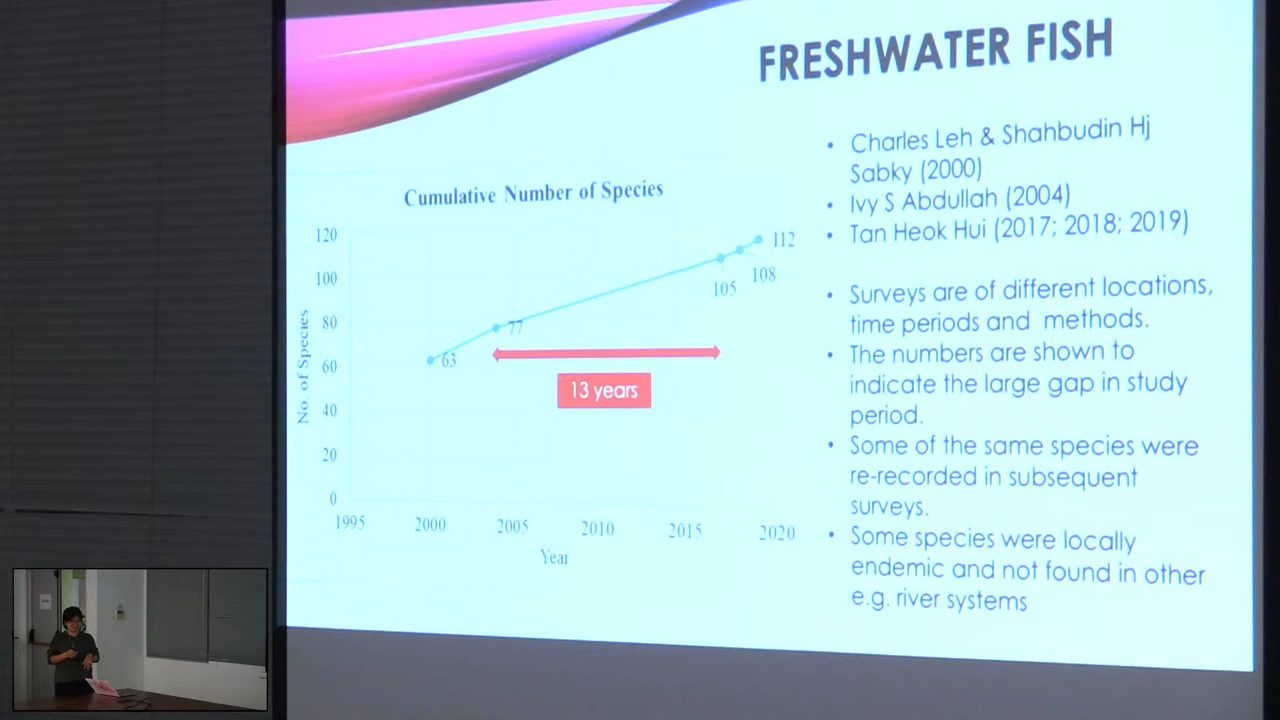 FRESHWATER FISH
Cumulative Number of Species
No. of Species
120
100
80
60
40
20
0
1995
2000
2005
2010
2015
2020
Year
63
77
105
108
112
13 years
• Charles Leh & Shahbudin Hj
Sabky (2000)
• Ivy S Abdullah (2004)
• Tan Heok Hui (2017; 2018; 2019)
• Surveys are of different locations,
time periods and methods.
• The numbers are shown to
indicate the large gap in study
period.
• Some of the same species were
re-recorded in subsequent
surveys.
• Some species were locally
endemic and not found in other
e.g. river systems